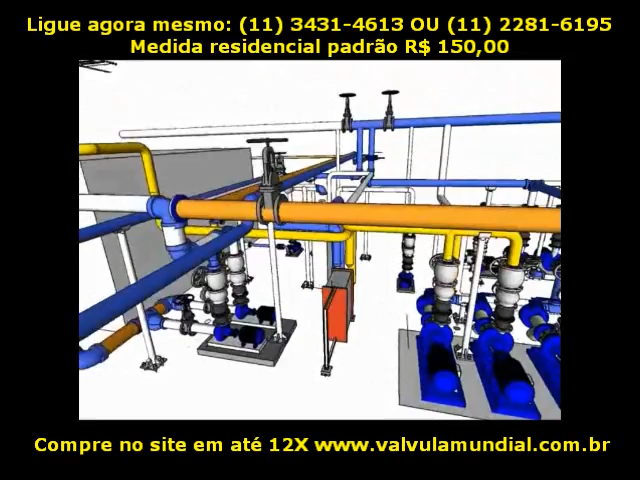 Ligue agora mesmo: (11) 3431-4613 OU (11) 2281-6195
Medida residencial padrão R$ 150,00
Compre no site em até 12X www.valvulamundial.com.br